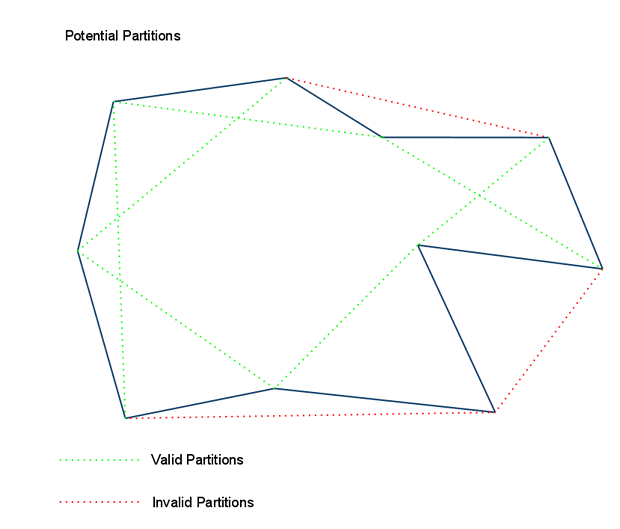 Potential Partitions
Valid Partitions
Invalid Partitions